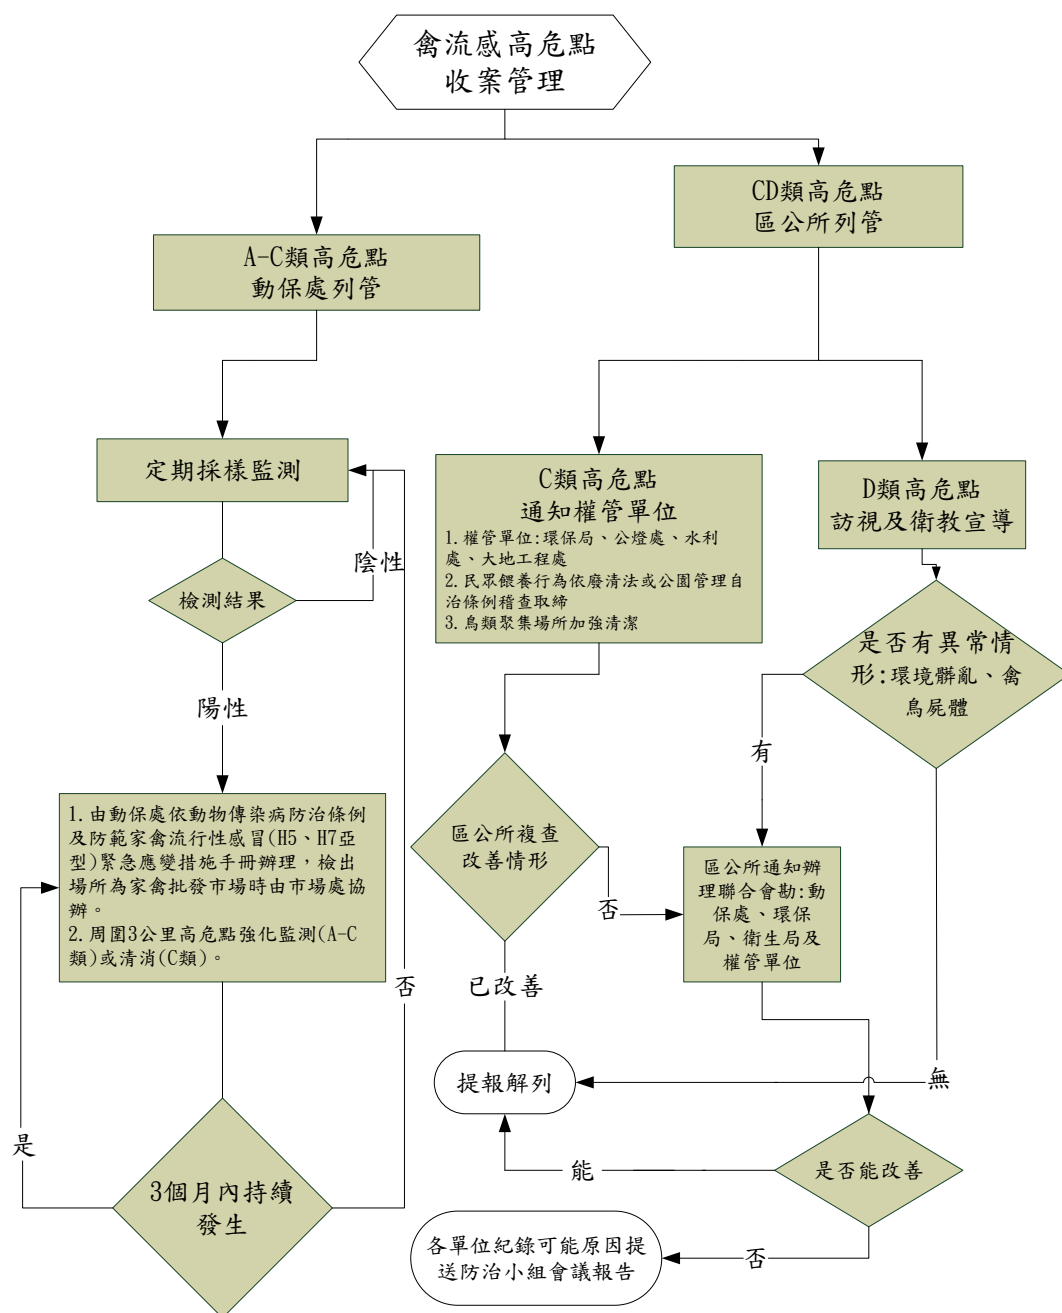 禽流感高危點
收案管理
CD類高危點
區公所列管
A-C類高危點
動保處列管
定期採樣監測
陰性
檢測結果
陽性
1.由動保處依動物傳染病防治條例
及防範家禽流行性感冒(H5、H7亞
型)緊急應變措施手冊辦理，檢出
場所為家禽批發市場時由市場處協
辦。
2.周圍3公里高危點強化監測(A-C
類)或清消(C類)。
否
是
3個月內持續
發生
C類高危點
通知權管單位
1.權管單位:環保局、公燈處、水利
處、大地工程處
2.民眾餵養行為依廢清法或公園管理自
治條例稽查取締
3.鳥類聚集場所加強清潔
D類高危點
訪視及衛教宣導
是否有異常情
形:環境髒亂、禽
鳥屍體
有
區公所複查
改善情形
否
區公所通知辦
理聯合會勘:動
保處、環保
局、衛生局及
權管單位
已改善
提報解列
無
能
是否能改善
否
各單位紀錄可能原因提
送防治小組會議報告